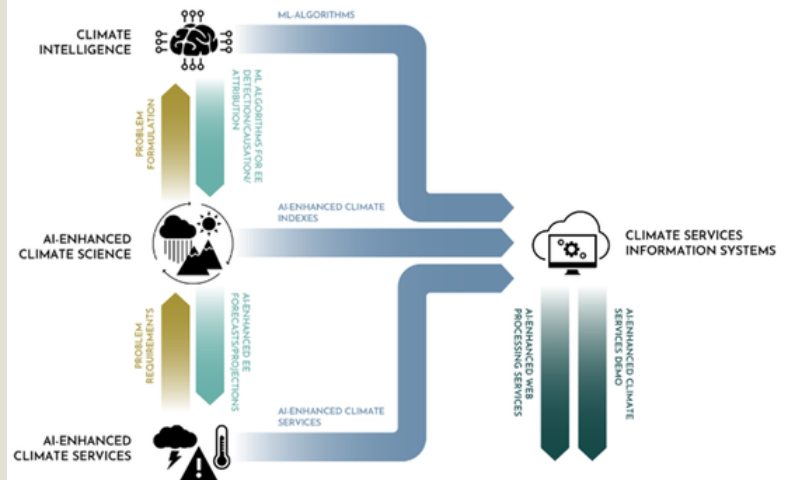 ML-ALGORITHMS
CLIMATE
INTELLIGENCE
PROBLEM
FORMULATION
ML ALGORITHMS FOR EE
DETECTION/CAUSATION/
ATTRIBUTION
AI-ENHANCED CLIMATE
INDEXES
AI-ENHANCED
CLIMATE SCIENCE
CLIMATE SERVICES
INFORMATION SYSTEMS
PROBLEM
REQUIREMENTS
AI-ENHANCED EE
FORECASTS/PROJECTIONS
AI-ENHANCED WEB
PROCESSING SERVICES
AI-ENHANCED CLIMATE
SERVICES DEMO
AI-ENHANCED CLIMATE
SERVICES
AI-ENHANCED
CLIMATE SERVICES